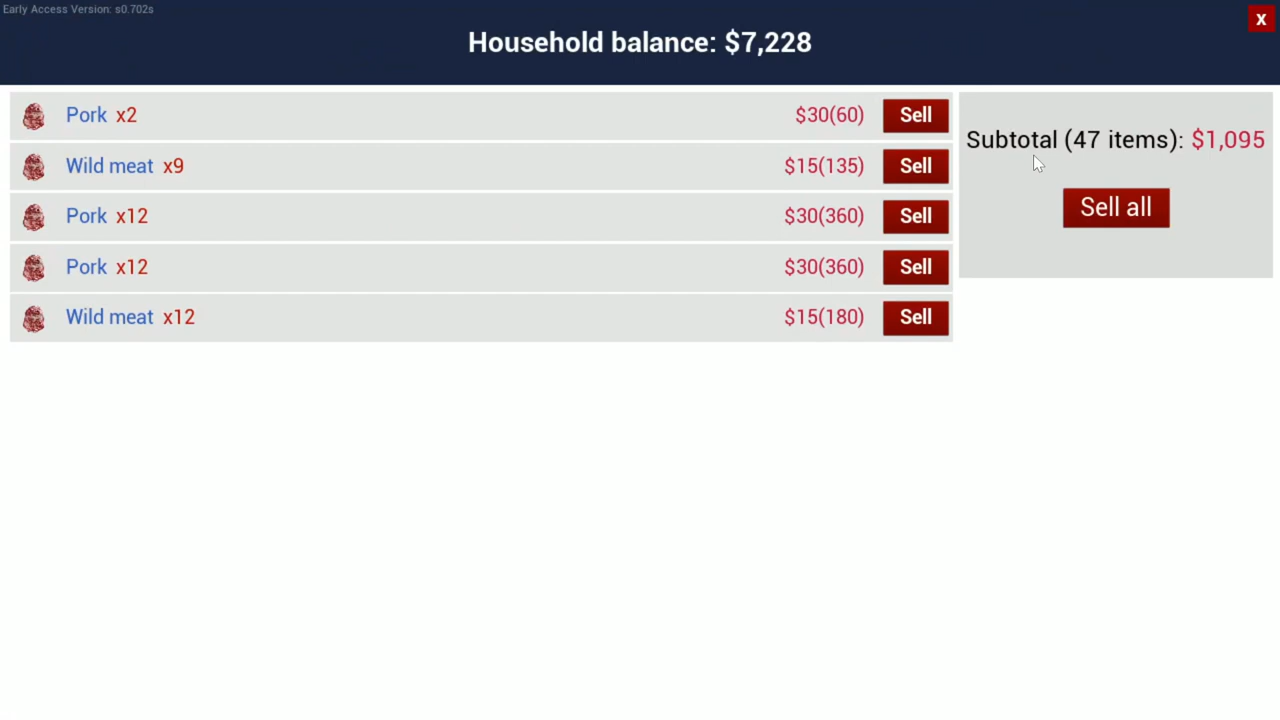 Early Access Version: s0.702s
X
Household balance: $7,228
Pork x2 $30(60) Sell
Wild meat x9 $15(135) Sell
Pork x12 $30(360) Sell
Pork x12 $30(360) Sell
Wild meat x12 $15(180) Sell
Subtotal (47 items): $1,095
Sell all